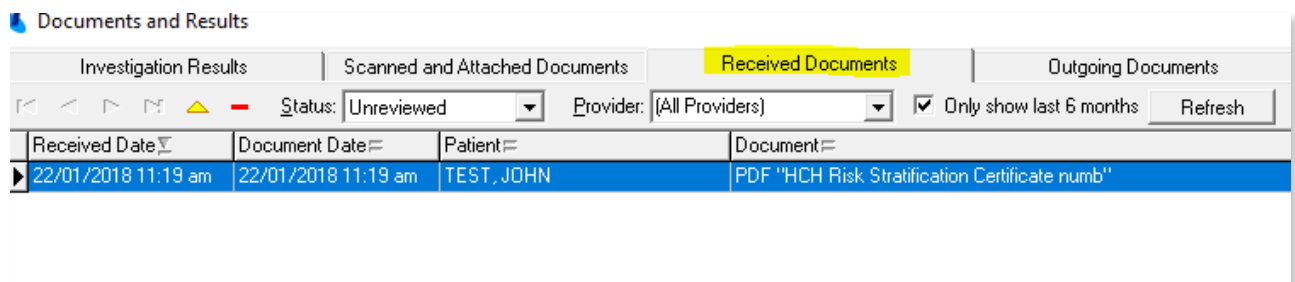 Documents and Results
Investigation Results Scanned and Attached Documents Received Documents Outgoing Documents
Status: Unreviewed Provider: (All Providers) Only show last 6 months Refresh
Received Date Document Date Patient Document
22/01/2018 11:19 am 22/01/2018 11:19 am TEST, JOHN PDF "HCH Risk Stratification Certificate numb"